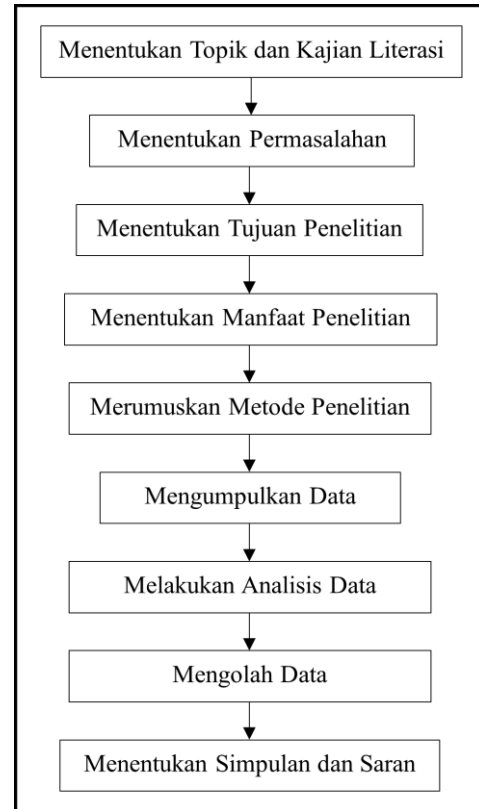 Menentukan Topik dan Kajian Literasi
Menentukan Permasalahan
Menentukan Tujuan Penelitian
Menentukan Manfaat Penelitian
Merumuskan Metode Penelitian
Mengumpulkan Data
Melakukan Analisis Data
Mengolah Data
Menentukan Simpulan dan Saran